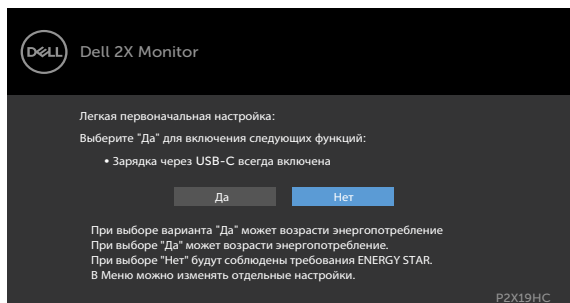 DELL
Dell 2X Monitor
Легкая первоначальная настройка:
Выберите "Да" для включения следующих функций:
• Зарядка через USB-C всегда включена
Да
Нет
При выборе варианта "Да" может возрасти энергопотребление
При выборе "Да" может возрасти энергопотребление.
При выборе "Нет" будут соблюдены требования ENERGY STAR.
В Меню можно изменять отдельные настройки.
P2X19HC